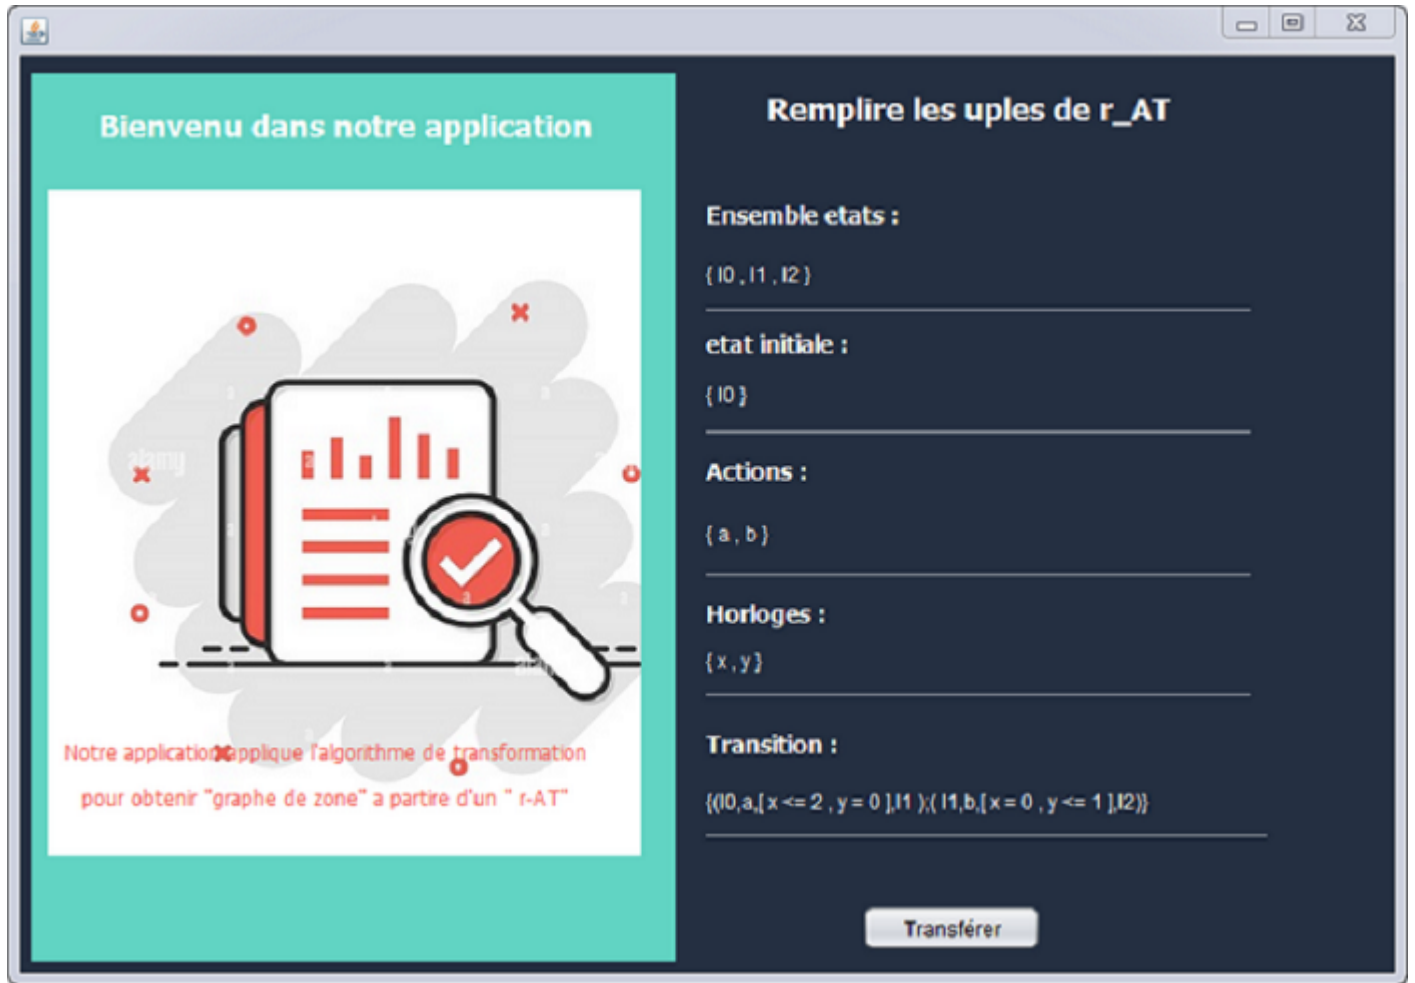 Bienvenu dans notre application
Notre application applique l'algorithme de transformation
pour obtenir "graphe de zone" a partire d'un " r-AT"
Remplire les uples de r_AT
Ensemble etats :
{ l0 , l1 , l2 }
etat initiale :
{ l0 }
Actions :
{ a , b }
Horloges :
{ x , y }
Transition :
{(l0,a,[ x <= 2 , y = 0 ],l1 );( l1,b,[ x = 0 , y <= 1 ],l2)}
Transférer
alamy